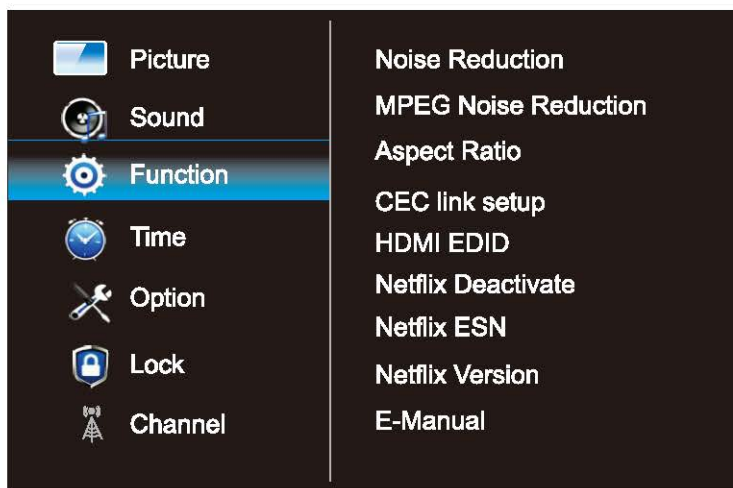 Picture
Sound
Function
Time
Option
Lock
Channel
Noise Reduction
MPEG Noise Reduction
Aspect Ratio
CEC link setup
HDMI EDID
Netflix Deactivate
Netflix ESN
Netflix Version
E-Manual